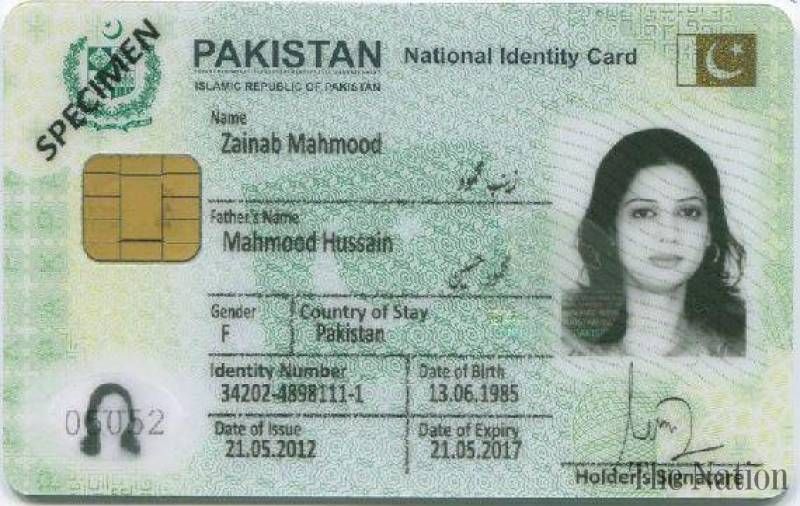 SPECIMEN
PAKISTAN National Identity Card
ISLAMIC REPUBLIC OF PAKISTAN
Name
Zainab Mahmood
زینب محمود
Father's Name
Mahmood Hussain
محمود حسین
Gender Country of Stay
F Pakistan
Identity Number Date of Birth
34202-4898111-1 13.06.1985
Date of Issue Date of Expiry
21.05.2012 21.05.2017
Holder's Signature
The Nation